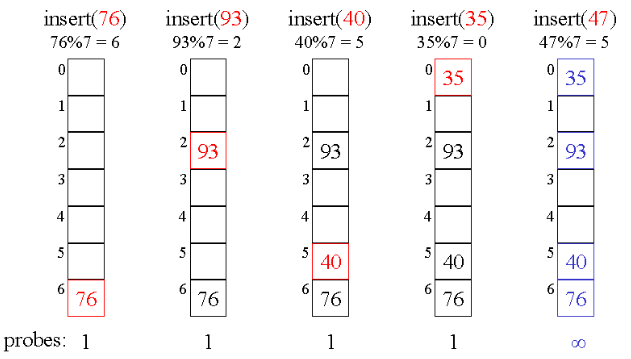 insert(76) insert(93) insert(40) insert(35) insert(47)
76%7 = 6 93%7 = 2 40%7 = 5 35%7 = 0 47%7 = 5
0 0 0 0 35 0 35
1 1 1 1 1
2 2 93 2 93 2 93 2 93
3 3 3 3 3
4 4 4 4 4
5 5 5 40 5 40 5 40
6 76 6 76 6 76 6 76 6 76
probes: 1 1 1 1 ∞